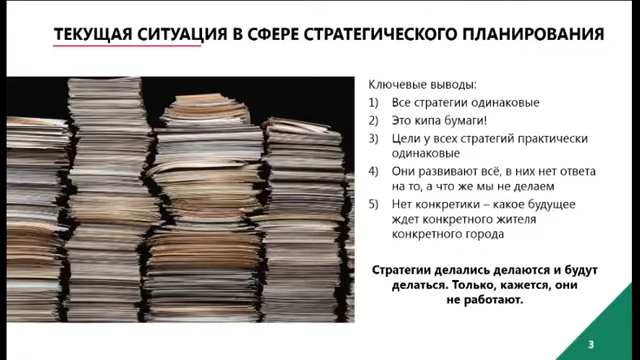 ТЕКУЩАЯ СИТУАЦИЯ В СФЕРЕ СТРАТЕГИЧЕСКОГО ПЛАНИРОВАНИЯ
Ключевые выводы:
1) Все стратегии одинаковые
2) Это кипа бумаги!
3) Цели у всех стратегий практически
одинаковые
4) Они развивают всё, в них нет ответа
на то, а что же мы не делаем
5) Нет конкретики – какое будущее
ждет конкретного жителя
конкретного города
Стратегии делались делаются и будут
делаться. Только, кажется, они
не работают.
3